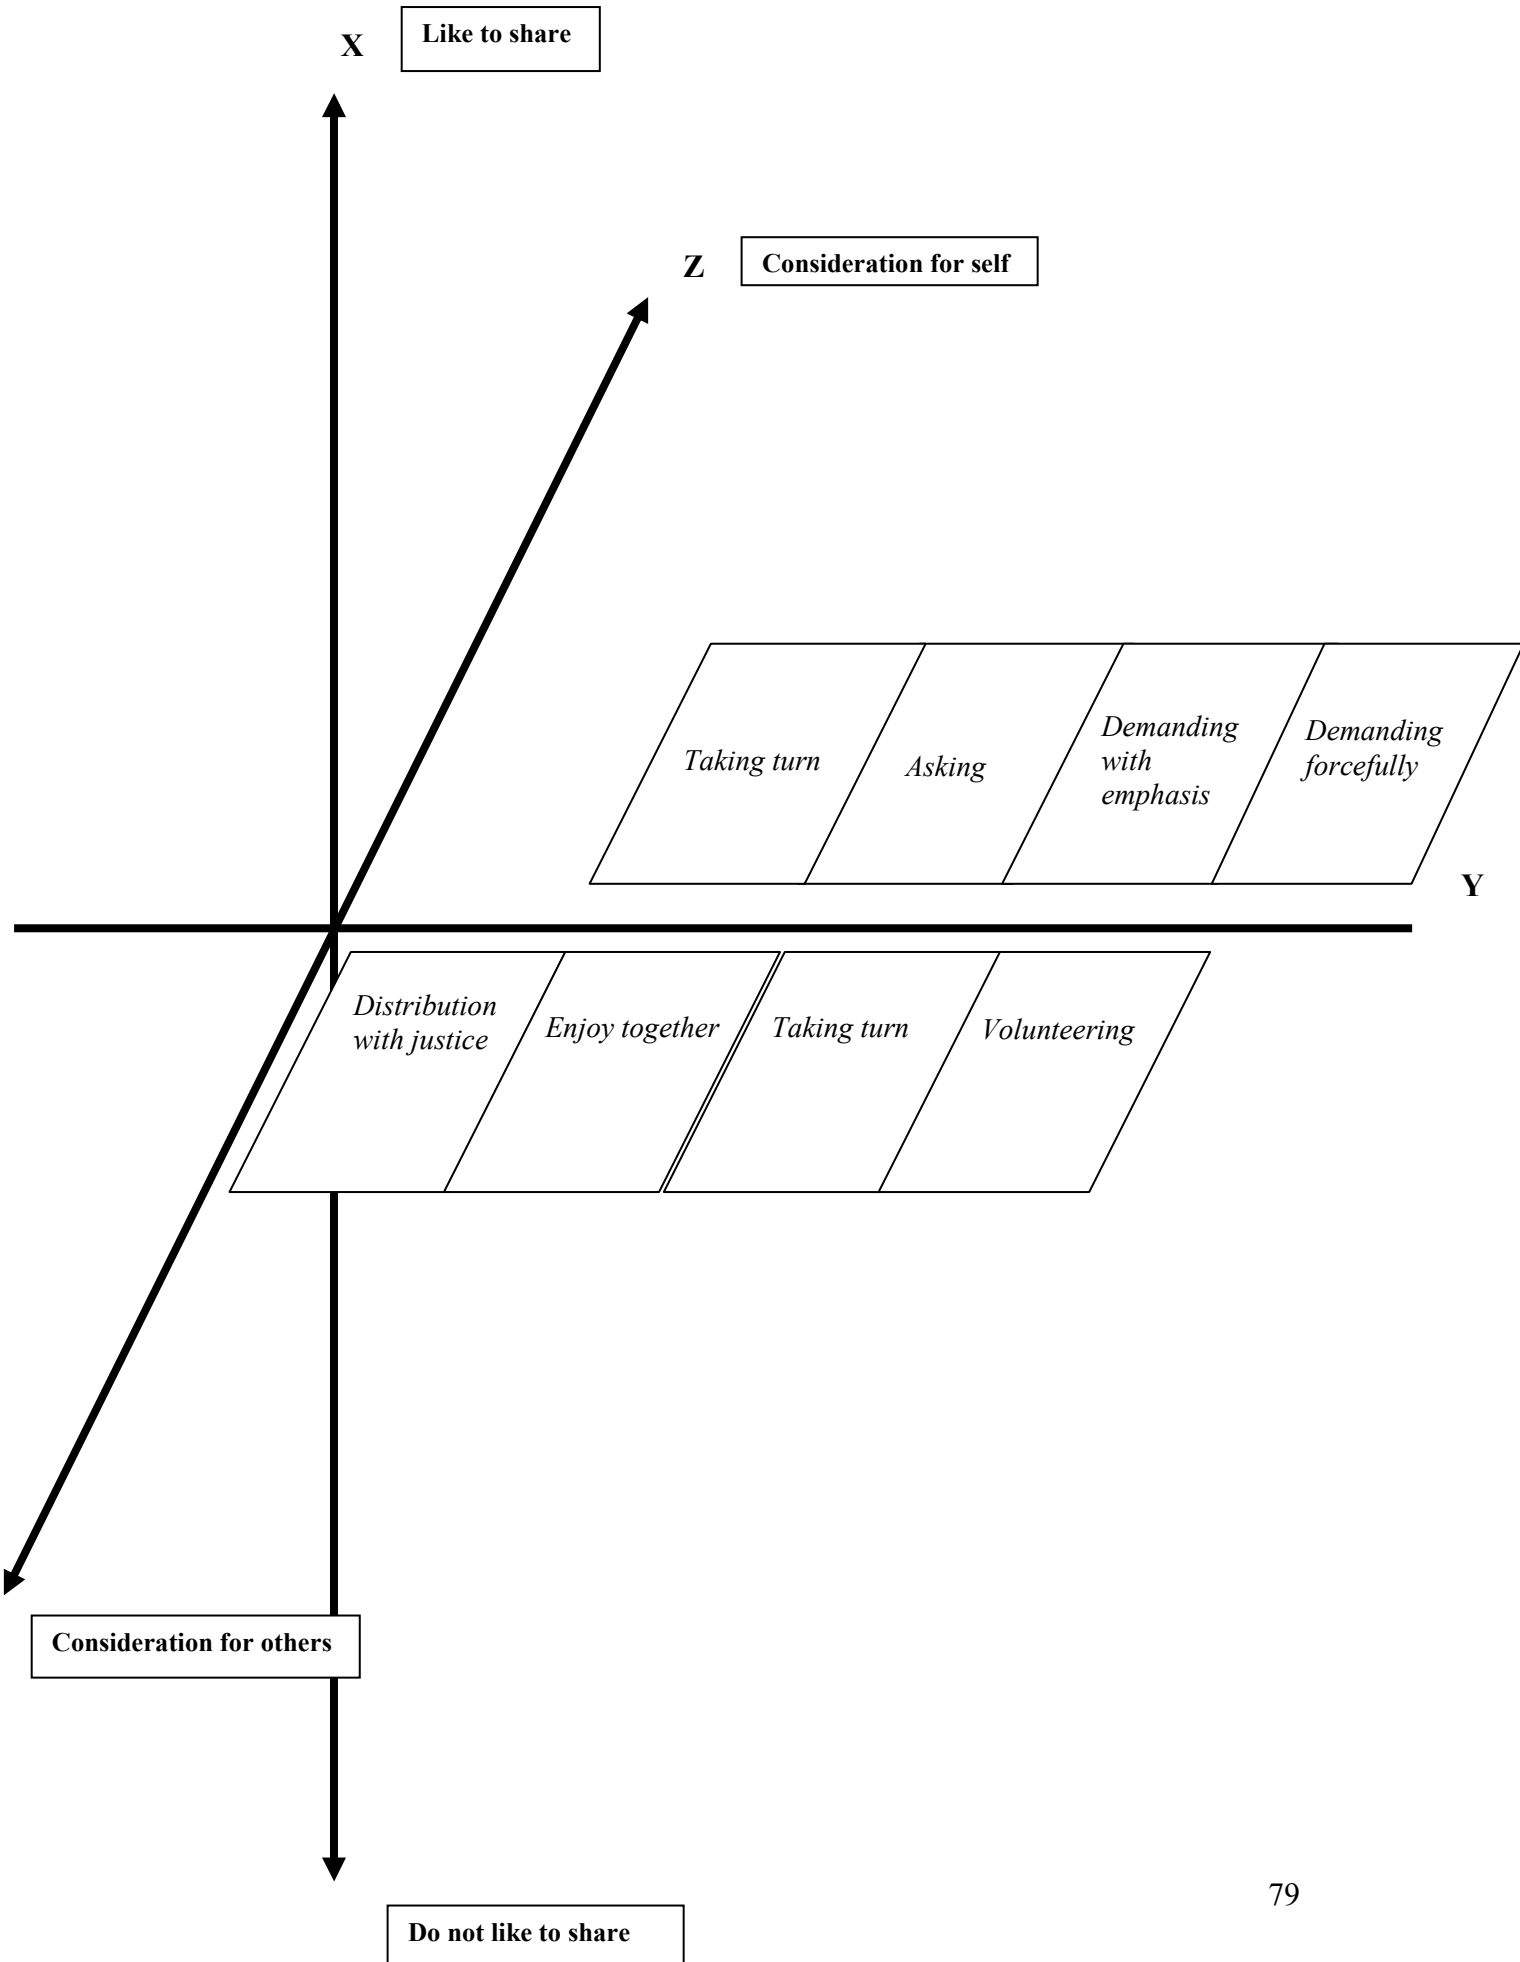 X
Like to share
Z
Consideration for self
Taking turn
Asking
Demanding
with
emphasis
Demanding
forcefully
Y
Distribution
with justice
Enjoy together
Taking turn
Volunteering
Consideration for others
79
Do not like to share